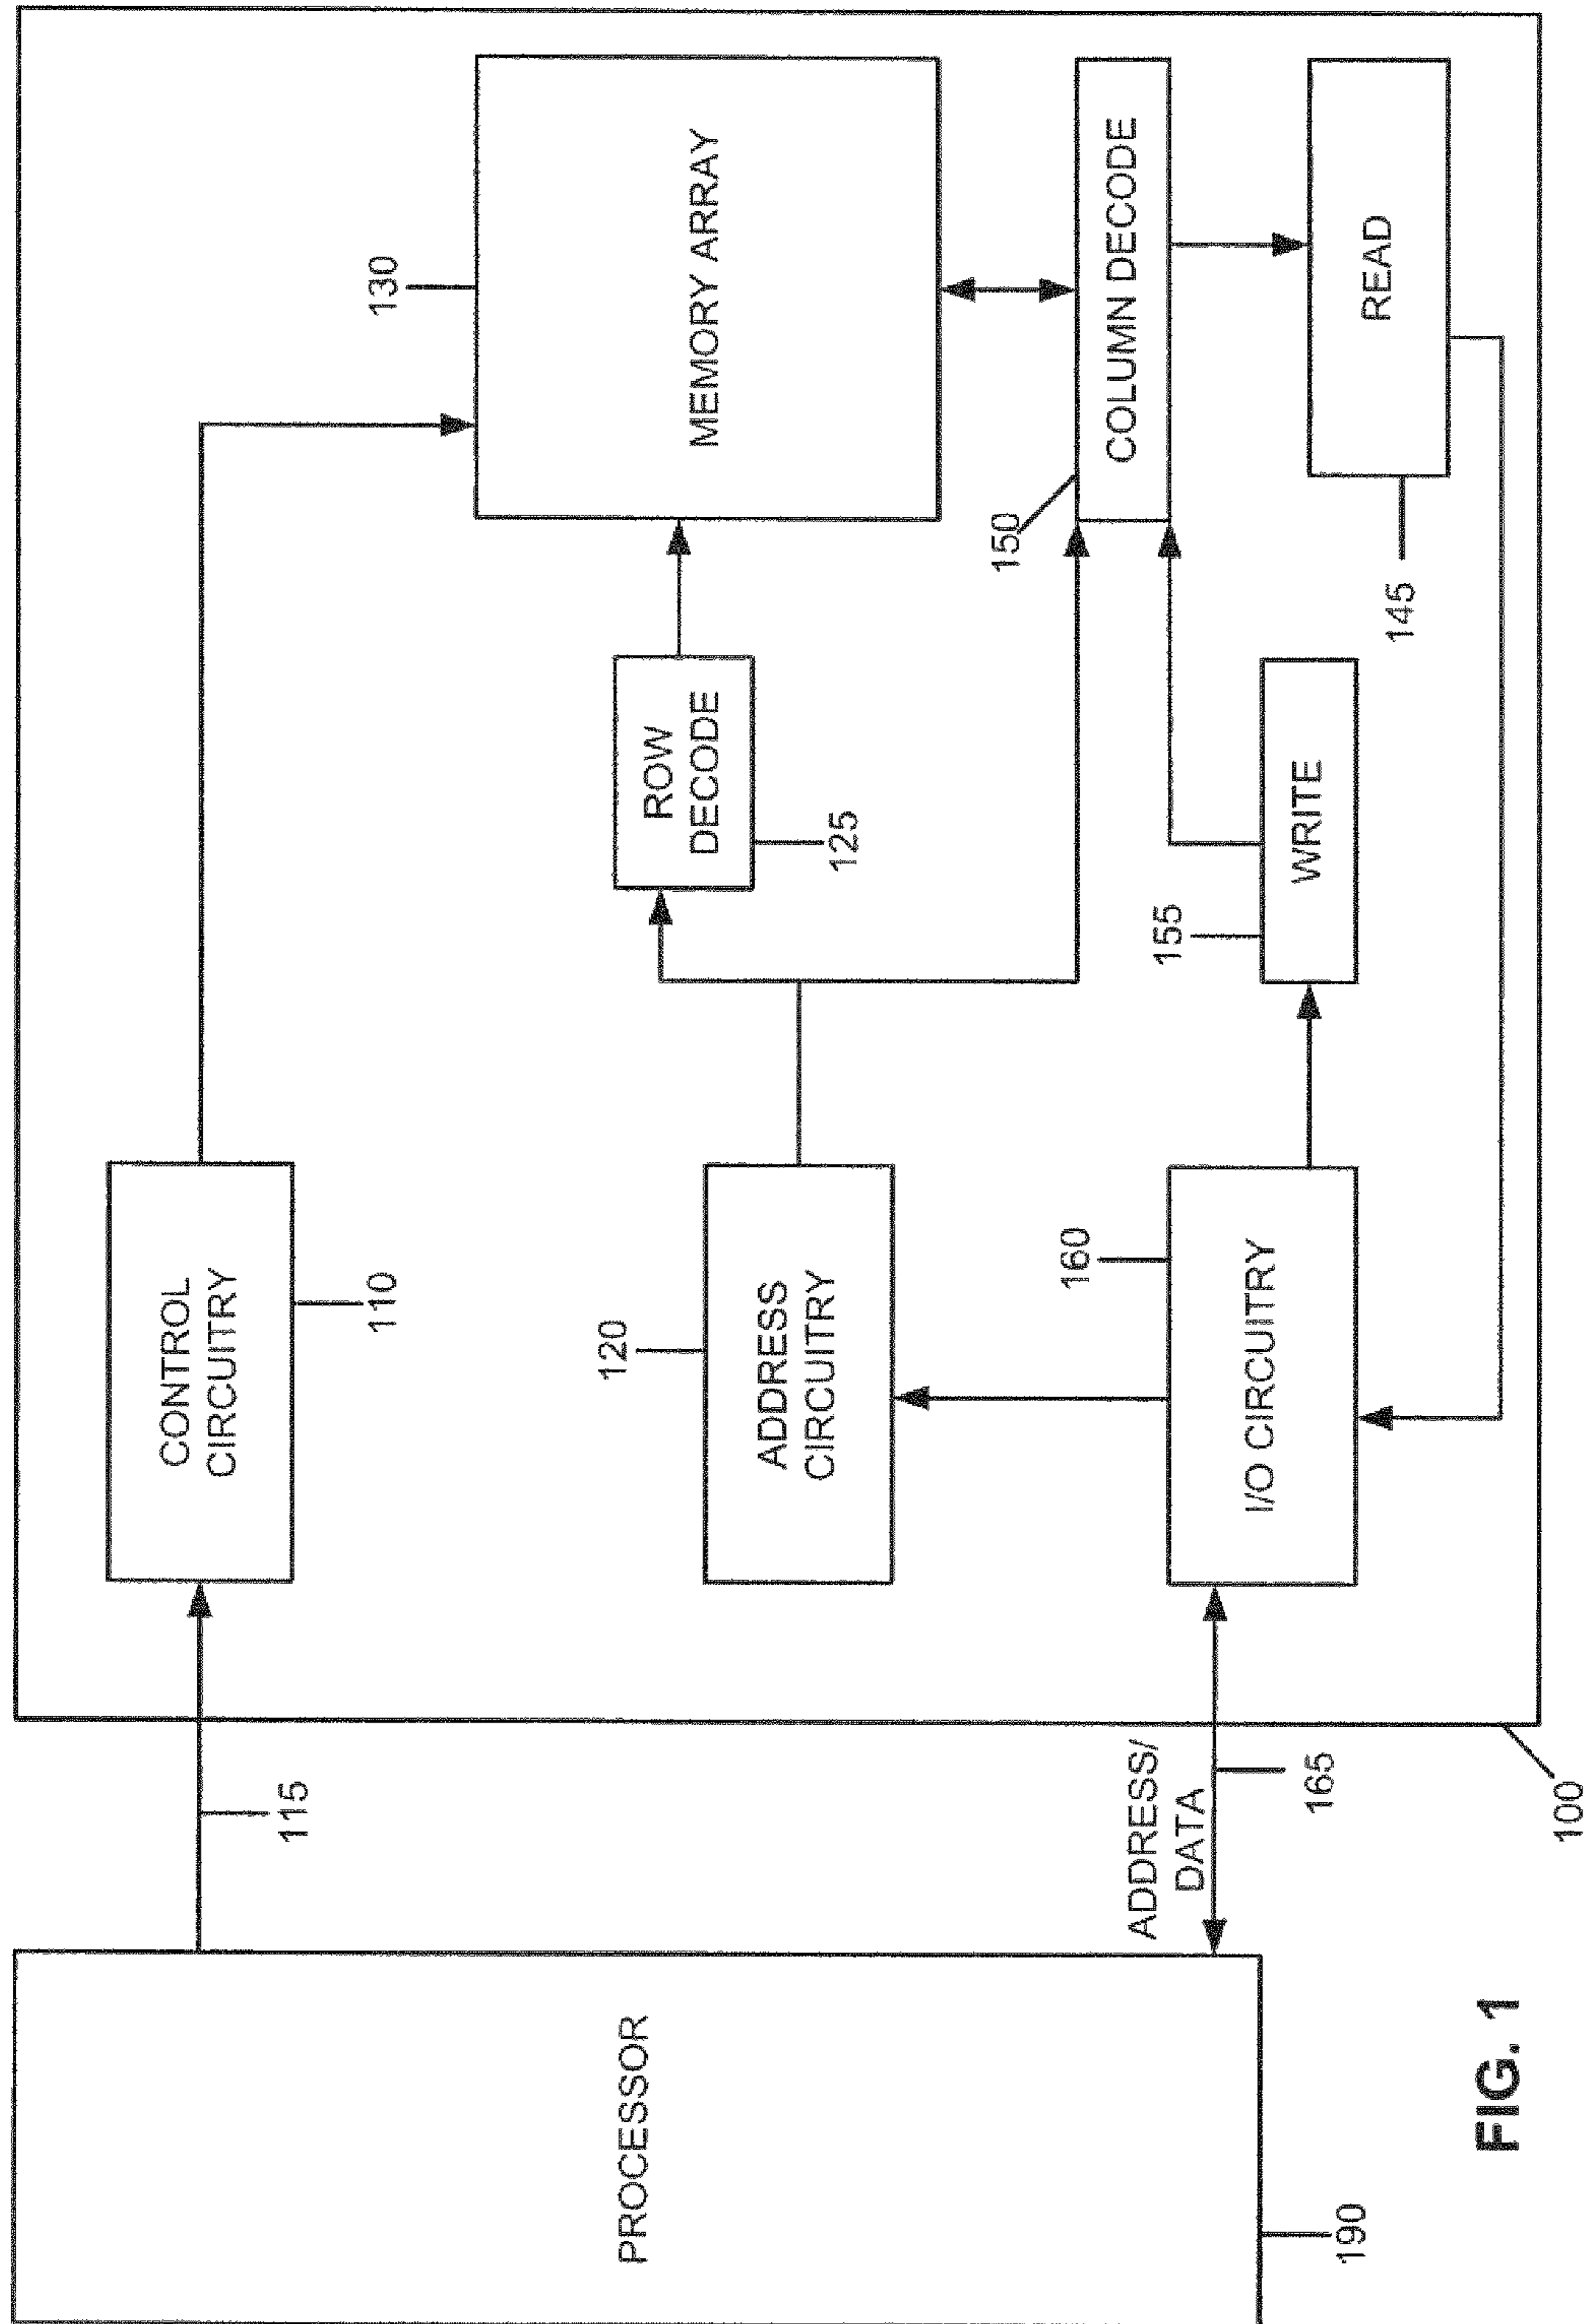 PROCESSOR
190
115
ADDRESS/
DATA
165
100
CONTROL
CIRCUITRY
110
120
ADDRESS
CIRCUITRY
160
I/O CIRCUITRY
130
MEMORY ARRAY
ROW
DECODE
125
150
COLUMN DECODE
155
WRITE
READ
145
FIG. 1